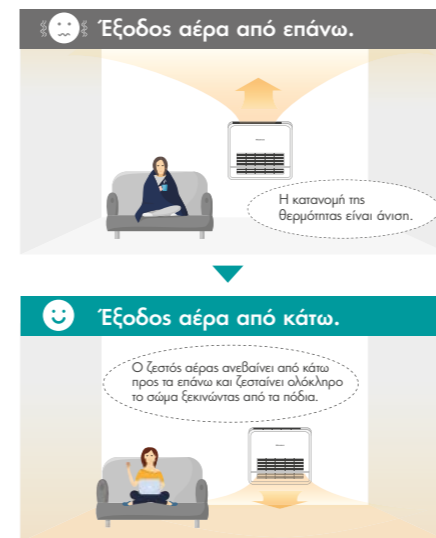 Έξοδος αέρα από επάνω.
Η κατανομή της
θερμότητας είναι άνιση.
Έξοδος αέρα από κάτω.
Ο ζεστός αέρας ανεβαίνει από κάτω
προς τα επάνω και ζεσταίνει ολόκληρο
το σώμα ξεκινώντας από τα πόδια.